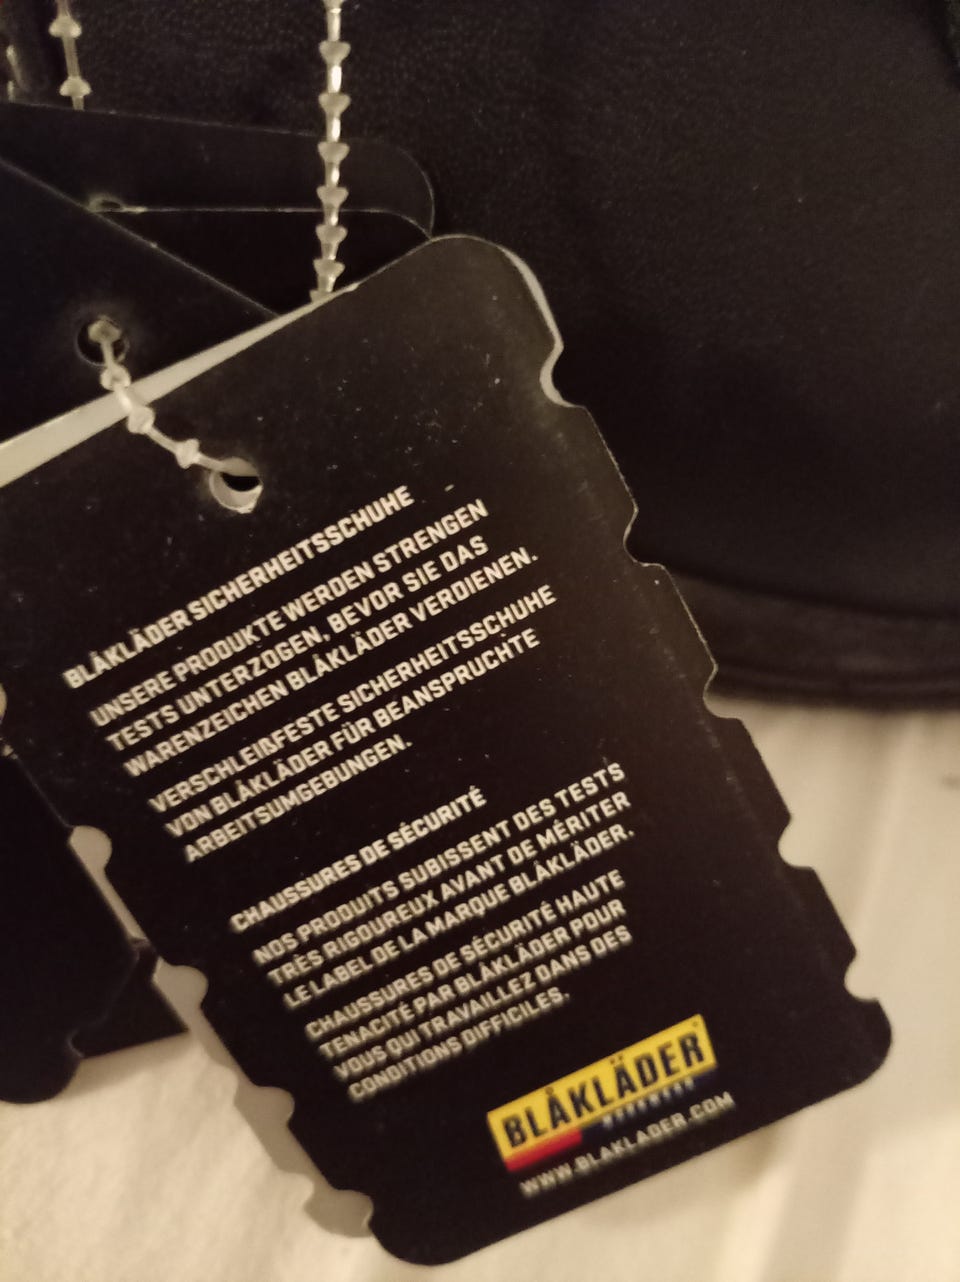 BLÅKLÄDER SICHERHEITSSCHUHE
UNSERE PRODUKTE WERDEN STRENGEN
TESTS UNTERZOGEN, BEVOR SIE DAS
WARENZEICHEN BLÅKLÄDER VERDIENEN.
VERSCHLEIßFESTE SICHERHEITSSCHUHE
VON BLÅKLÄDER FÜR BEANSPRUCHTE
ARBEITSUMGEBUNGEN.
CHAUSSURES DE SÉCURITÉ
NOS PRODUITS SUBISSENT DES TESTS
TRÈS RIGOUREUX AVANT DE MÉRITER
LE LABEL DE LA MARQUE BLÅKLÄDER.
CHAUSSURES DE SÉCURITÉ HAUTE
TENACITÉ PAR BLÅKLÄDER POUR
VOUS QUI TRAVAILLEZ DANS DES
CONDITIONS DIFFICILES.
BLÅKLÄDER
WORKWEAR
WWW.BLAKLADER.COM